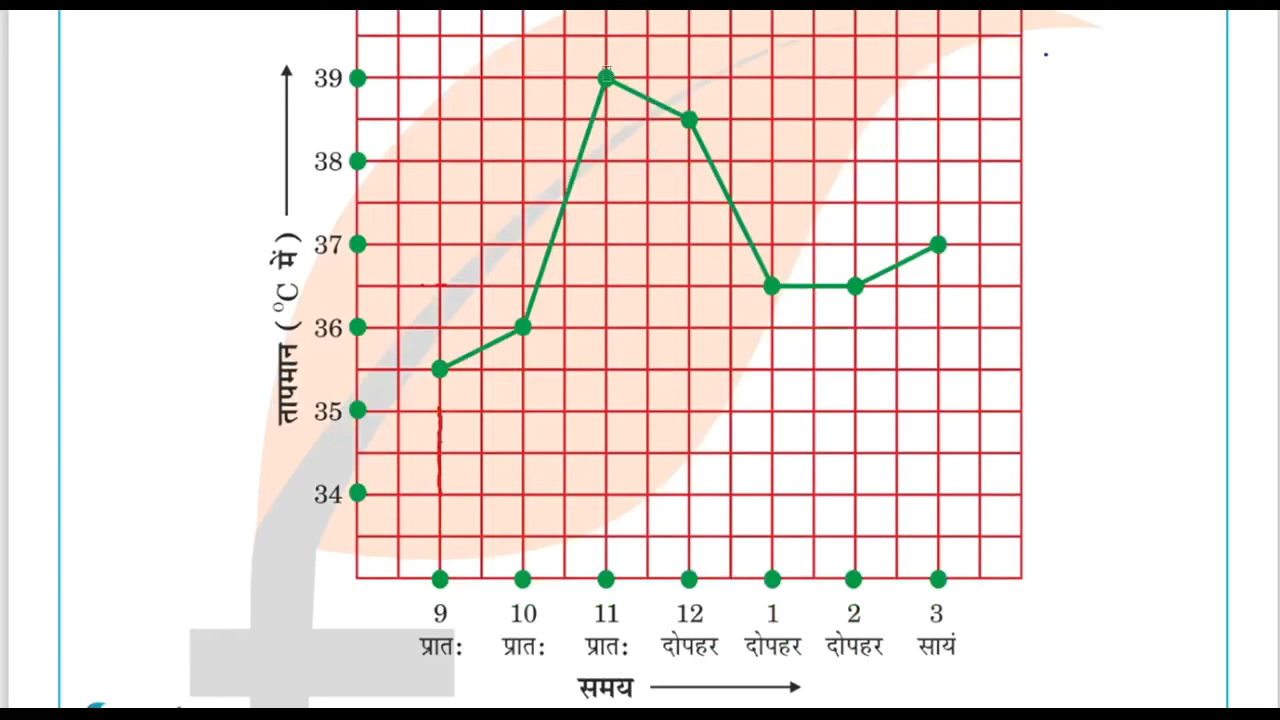 39
38
37
36
35
34
तापमान ( °C में )
9 10 11 12 1 2 3
प्रातः प्रातः प्रातः दोपहर दोपहर दोपहर सायं
समय